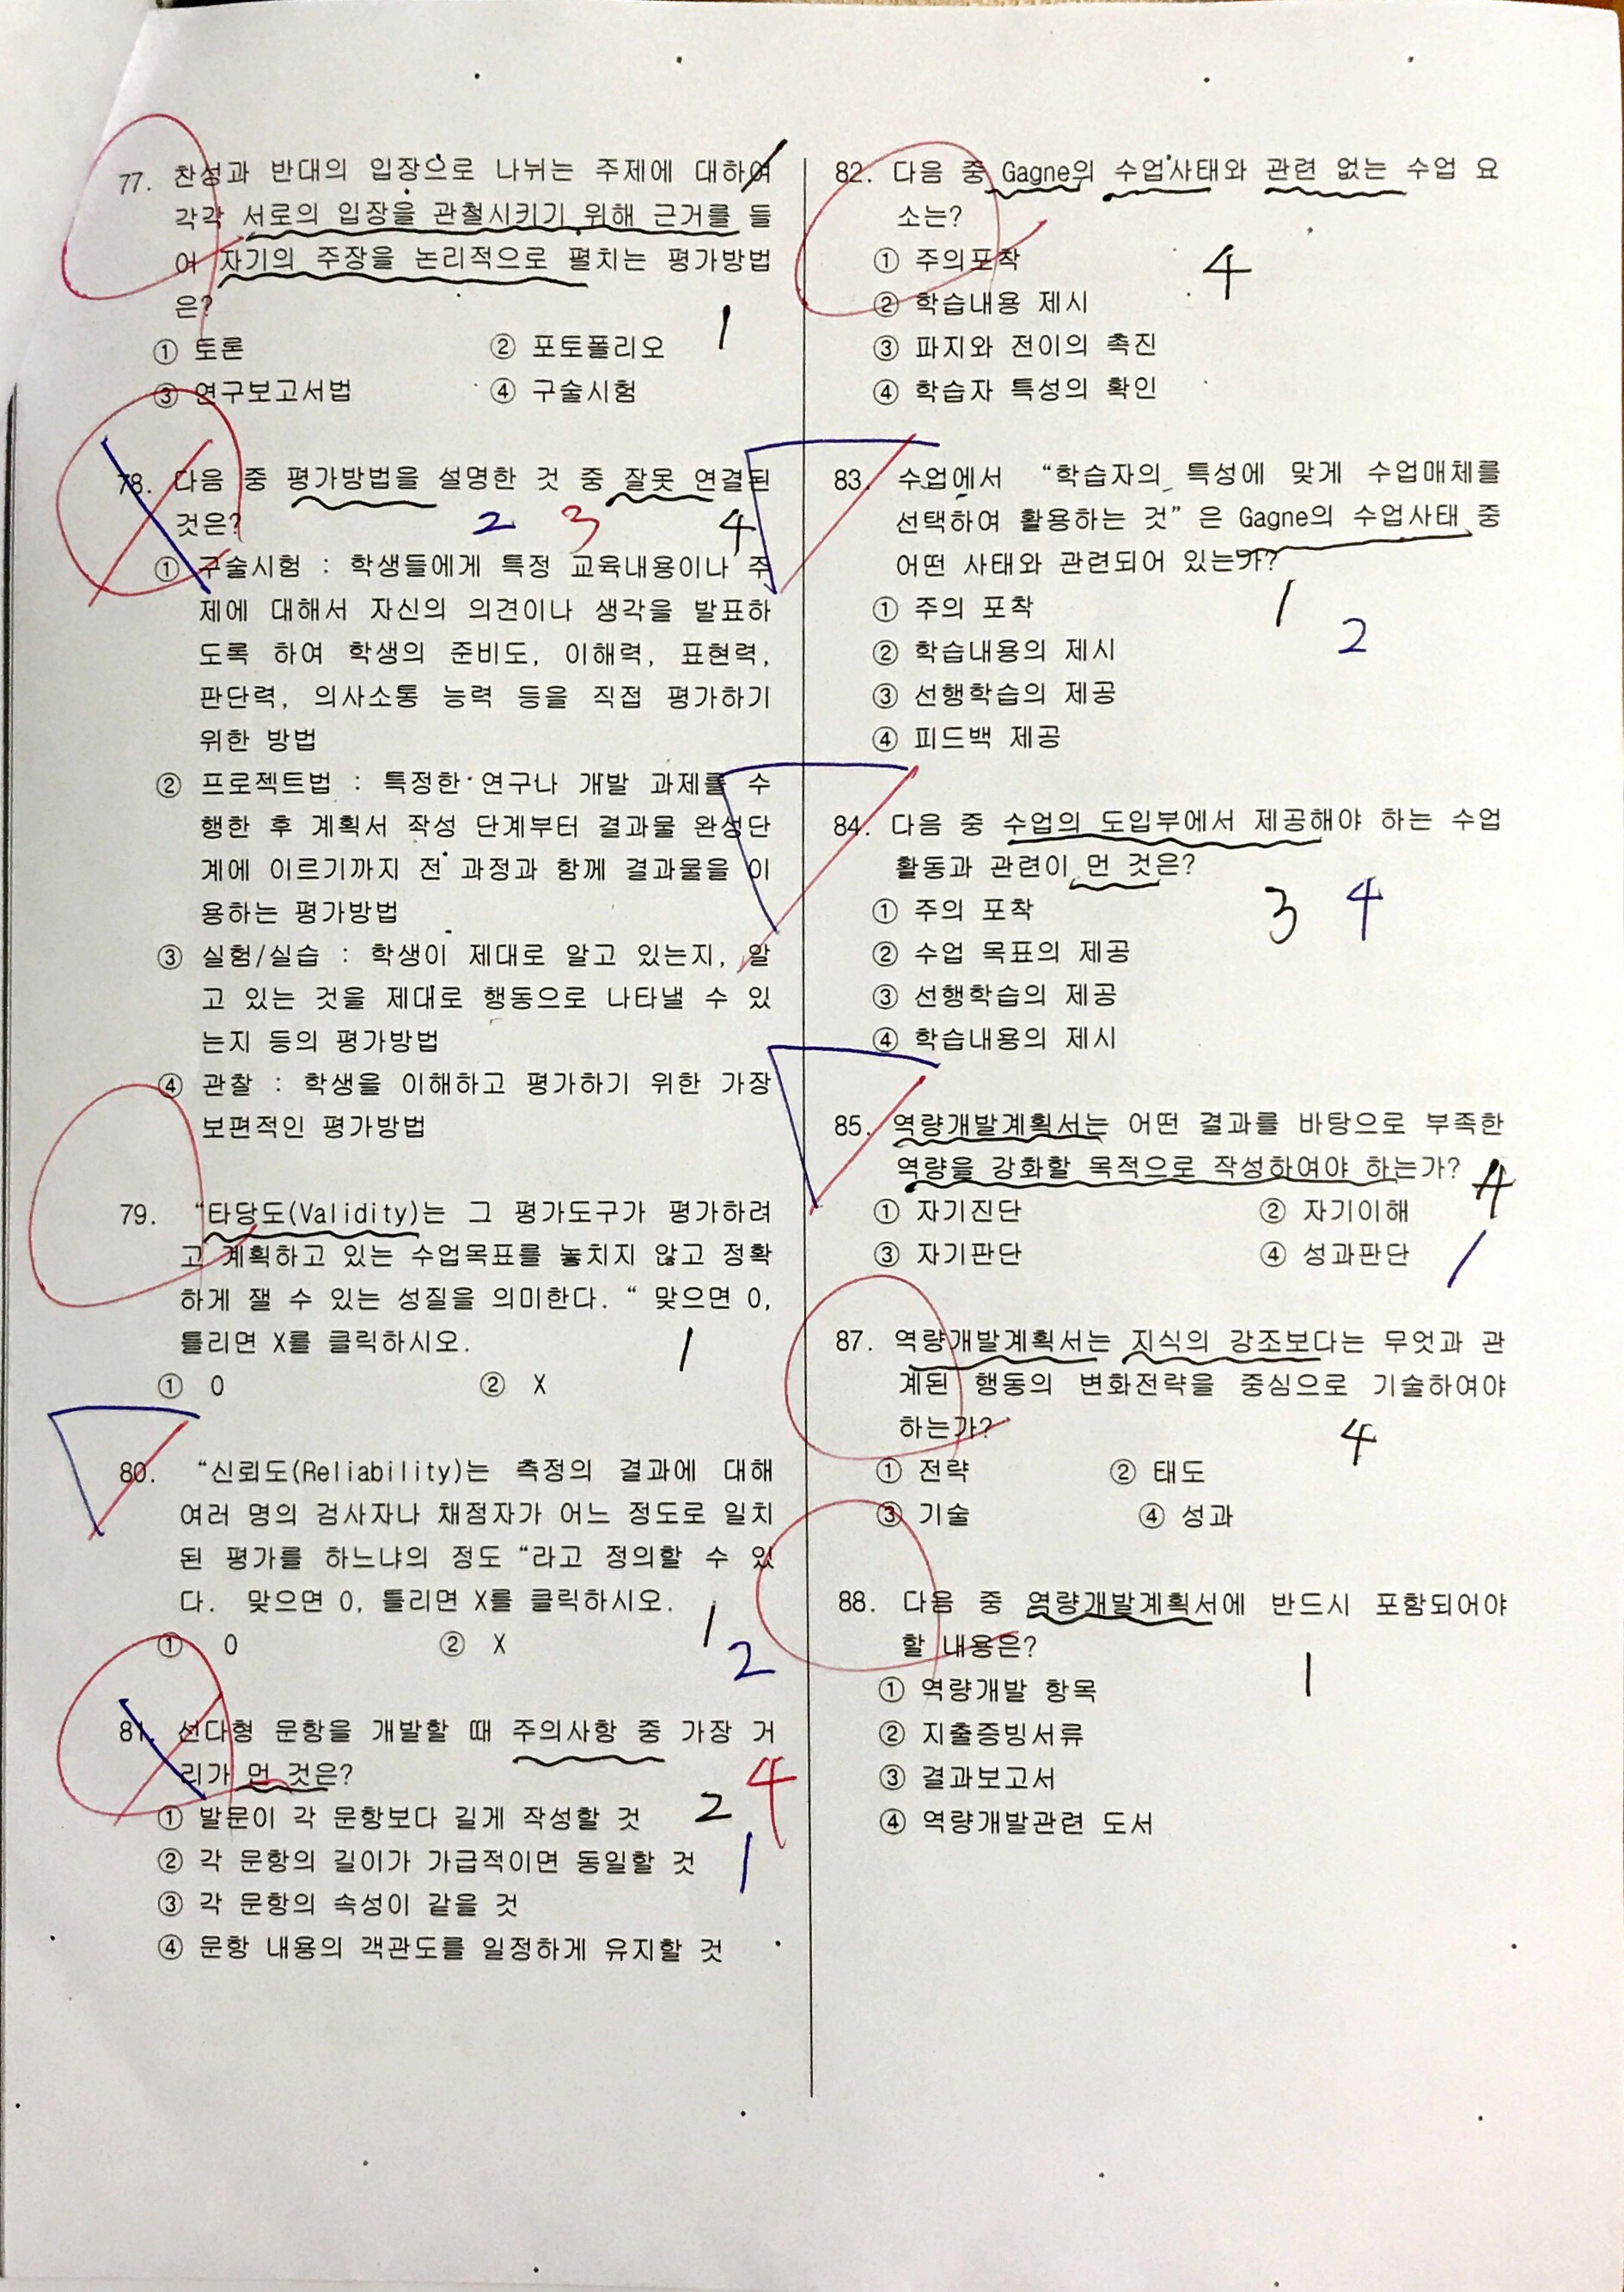 77. 찬성과 반대의 입장으로 나뉘는 주제에 대하여
각각 서로의 입장을 관철시키기 위해 근거를 들
어 자기의 주장을 논리적으로 펼치는 평가방법
은?
1
① 토론 ② 포토폴리오
③ 연구보고서법 ④ 구술시험
78. 다음 중 평가방법을 설명한 것 중 잘못 연결된
것은? 2 3 4
① 구술시험 : 학생들에게 특정 교육내용이나 주
제에 대해서 자신의 의견이나 생각을 발표하
도록 하여 학생의 준비도, 이해력, 표현력,
판단력, 의사소통 능력 등을 직접 평가하기
위한 방법
② 프로젝트법 : 특정한 연구나 개발 과제를 수
행한 후 계획서 작성 단계부터 결과물 완성단
계에 이르기까지 전 과정과 함께 결과물을 이
용하는 평가방법
③ 실험/실습 : 학생이 제대로 알고 있는지, 알
고 있는 것을 제대로 행동으로 나타낼 수 있
는지 등의 평가방법
④ 관찰 : 학생을 이해하고 평가하기 위한 가장
보편적인 평가방법
79. “타당도(Validity)는 그 평가도구가 평가하려
고 계획하고 있는 수업목표를 놓치지 않고 정확
하게 잴 수 있는 성질을 의미한다. “ 맞으면 O,
틀리면 X를 클릭하시오. 1
① O ② X
80. “신뢰도(Reliability)는 측정의 결과에 대해
여러 명의 검사자나 채점자가 어느 정도로 일치
된 평가를 하느냐의 정도 “라고 정의할 수 있
다. 맞으면 O, 틀리면 X를 클릭하시오.
① O ② X 1
2
81. 선다형 문항을 개발할 때 주의사항 중 가장 거
리가 먼 것은?
① 발문이 각 문항보다 길게 작성할 것 2 4
② 각 문항의 길이가 가급적이면 동일할 것 1
③ 각 문항의 속성이 같을 것
④ 문항 내용의 객관도를 일정하게 유지할 것
82. 다음 중 Gagne의 수업사태와 관련 없는 수업 요
소는?
① 주의포착 4
② 학습내용 제시
③ 파지와 전이의 촉진
④ 학습자 특성의 확인
83. 수업에서 “학습자의 특성에 맞게 수업매체를
선택하여 활용하는 것” 은 Gagne의 수업사태 중
어떤 사태와 관련되어 있는가?
① 주의 포착 1
② 학습내용의 제시 2
③ 선행학습의 제공
④ 피드백 제공
84. 다음 중 수업의 도입부에서 제공해야 하는 수업
활동과 관련이 먼 것은?
① 주의 포착 3 4
② 수업 목표의 제공
③ 선행학습의 제공
④ 학습내용의 제시
85. 역량개발계획서는 어떤 결과를 바탕으로 부족한
역량을 강화할 목적으로 작성하여야 하는가? 4
① 자기진단 ② 자기이해
③ 자기판단 ④ 성과판단 1
87. 역량개발계획서는 지식의 강조보다는 무엇과 관
계된 행동의 변화전략을 중심으로 기술하여야
하는가? 4
① 전략 ② 태도
③ 기술 ④ 성과
88. 다음 중 역량개발계획서에 반드시 포함되어야
할 내용은?
① 역량개발 항목 1
② 지출증빙서류
③ 결과보고서
④ 역량개발관련 도서